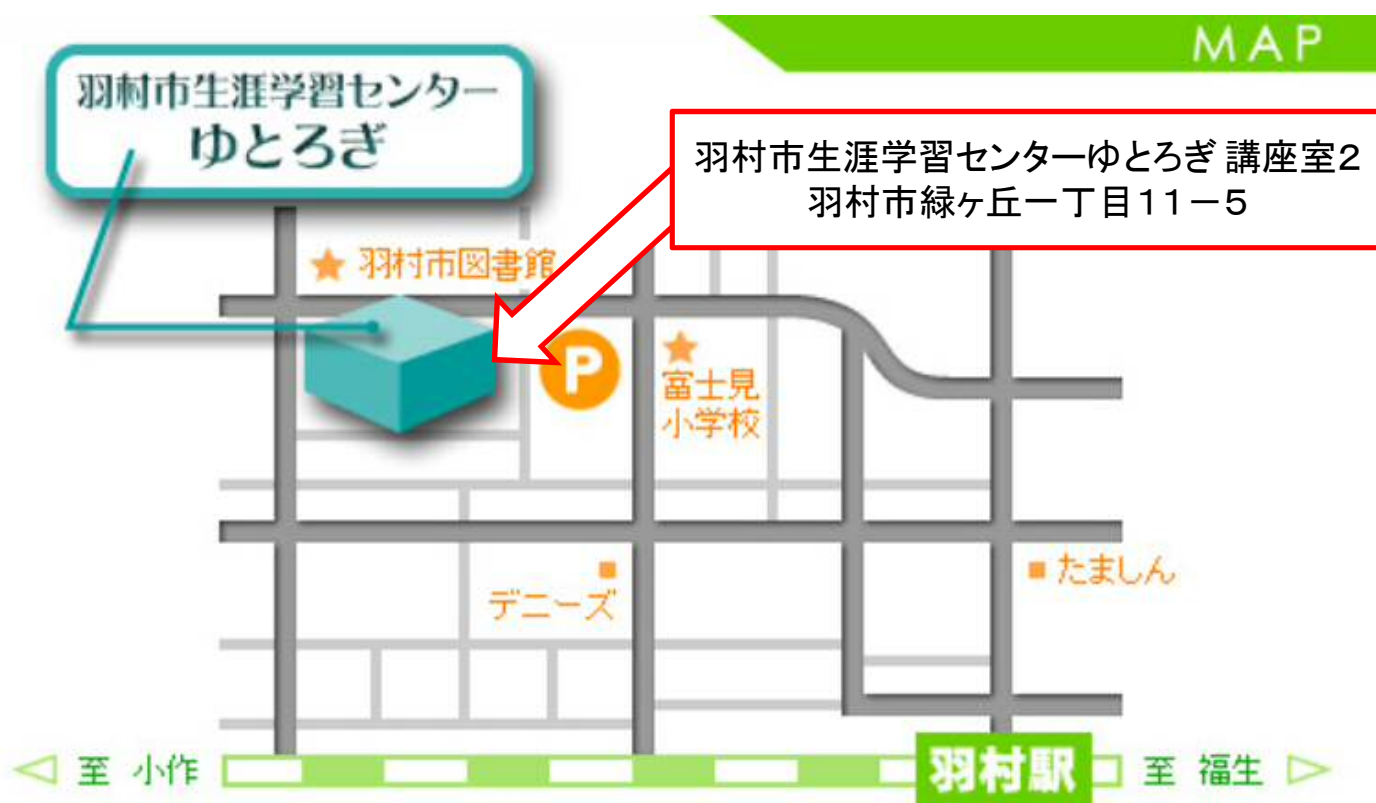 MAP
羽村市生涯学習センター
ゆとろぎ
羽村市生涯学習センターゆとろぎ 講座室2
羽村市緑ヶ丘一丁目11－5
羽村市図書館
P
富士見
小学校
デニーズ
たましん
至 小作
羽村駅
至 福生